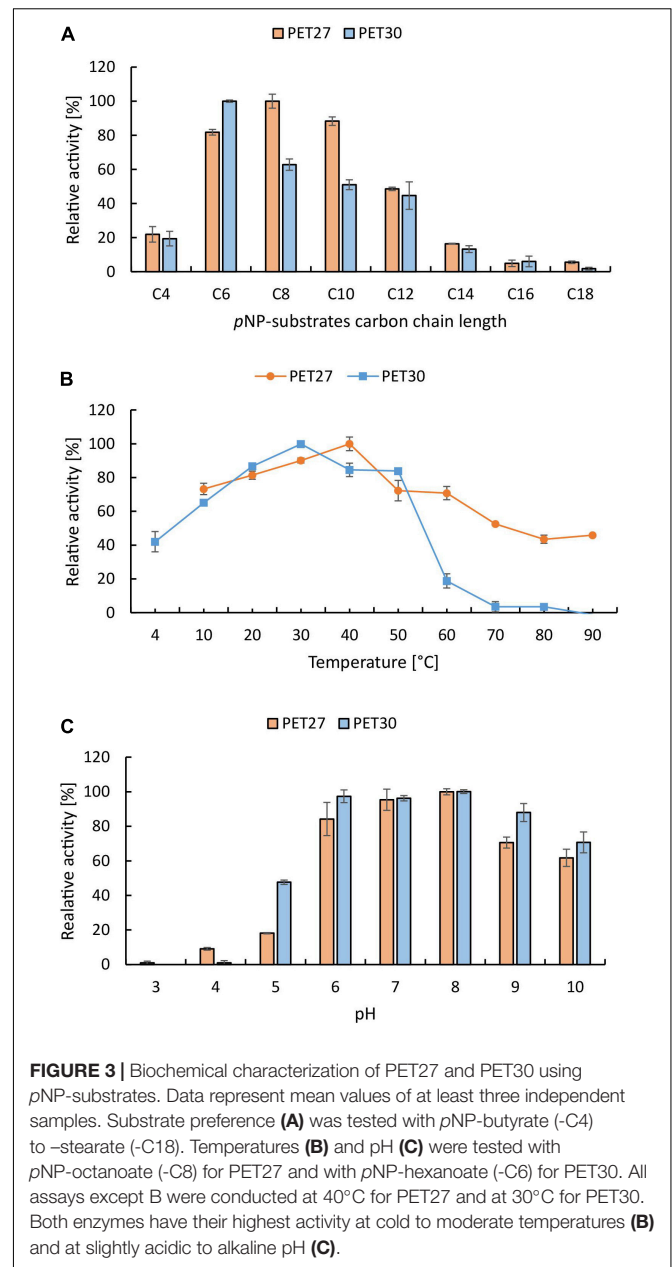 A
PET27 PET30
Relative activity [%]
120
100
80
60
40
20
0
C4 C6 C8 C10 C12 C14 C16 C18
pNP-substrates carbon chain length
B
PET27 PET30
Relative activity [%]
120
100
80
60
40
20
0
4 10 20 30 40 50 60 70 80 90
Temperature [°C]
C
PET27 PET30
Realative activity [%]
120
100
80
60
40
20
0
3 4 5 6 7 8 9 10
pH
FIGURE 3 | Biochemical characterization of PET27 and PET30 using
pNP-substrates. Data represent mean values of at least three independent
samples. Substrate preference (A) was tested with pNP-butyrate (-C4)
to –stearate (-C18). Temperatures (B) and pH (C) were tested with
pNP-octanoate (-C8) for PET27 and with pNP-hexanoate (-C6) for PET30. All
assays except B were conducted at 40°C for PET27 and at 30°C for PET30.
Both enzymes have their highest activity at cold to moderate temperatures (B)
and at slightly acidic to alkaline pH (C).